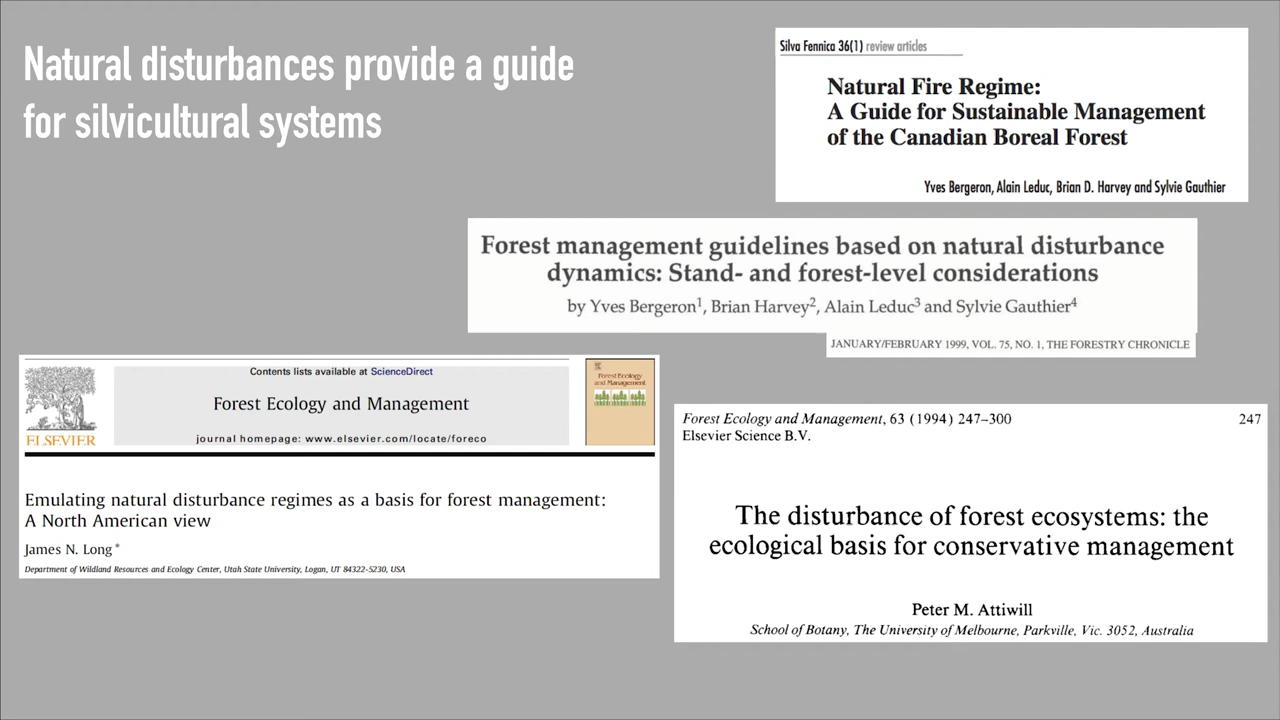 Natural disturbances provide a guide
for silvicultural systems
Silva Fennica 36(1) review articles
Natural Fire Regime:
A Guide for Sustainable Management
of the Canadian Boreal Forest
Yves Bergeron, Alain Leduc, Brian D. Harvey and Sylvie Gauthier
Forest management guidelines based on natural disturbance
dynamics: Stand- and forest-level considerations
by Yves Bergeron¹, Brian Harvey², Alain Leduc³ and Sylvie Gauthier⁴
JANUARY/FEBRUARY 1999, VOL. 75, NO. 1, THE FORESTRY CHRONICLE
Contents lists available at ScienceDirect
Forest Ecology and Management
journal homepage: www.elsevier.com/locate/foreco
ELSEVIER
Forest Ecology
and Management
Emulating natural disturbance regimes as a basis for forest management:
A North American view
James N. Long *
Department of Wildland Resources and Ecology Center, Utah State University, Logan, UT 84322-5230, USA
Forest Ecology and Management, 63 (1994) 247–300
247
Elsevier Science B.V.
The disturbance of forest ecosystems: the
ecological basis for conservative management
Peter M. Attiwill
School of Botany, The University of Melbourne, Parkville, Vic. 3052, Australia